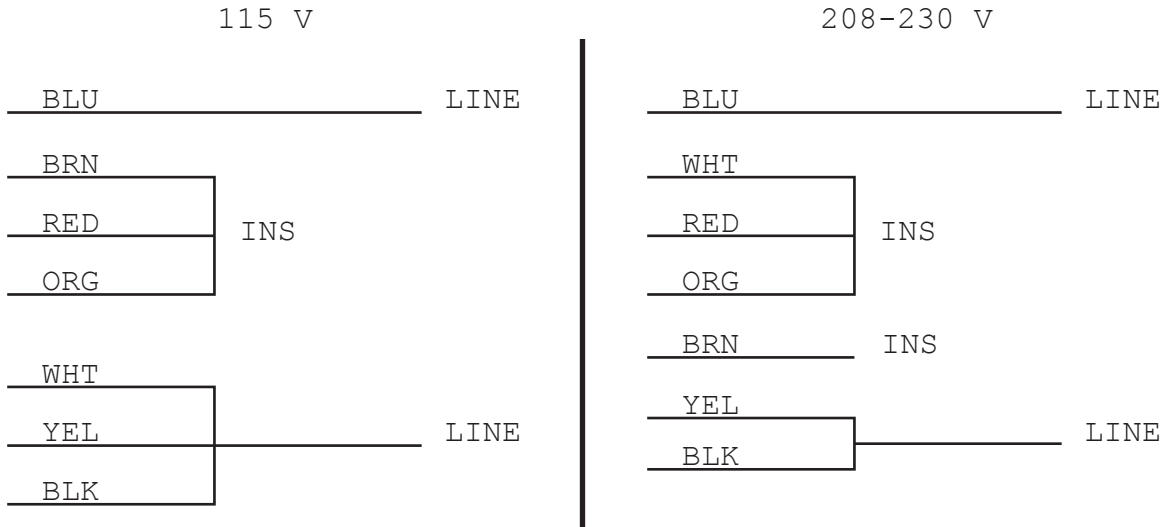 115 V
BLU LINE
BRN
RED INS
ORG
WHT
YEL LINE
BLK
208-230 V
BLU LINE
WHT
RED INS
ORG
BRN INS
YEL
LINE
BLK